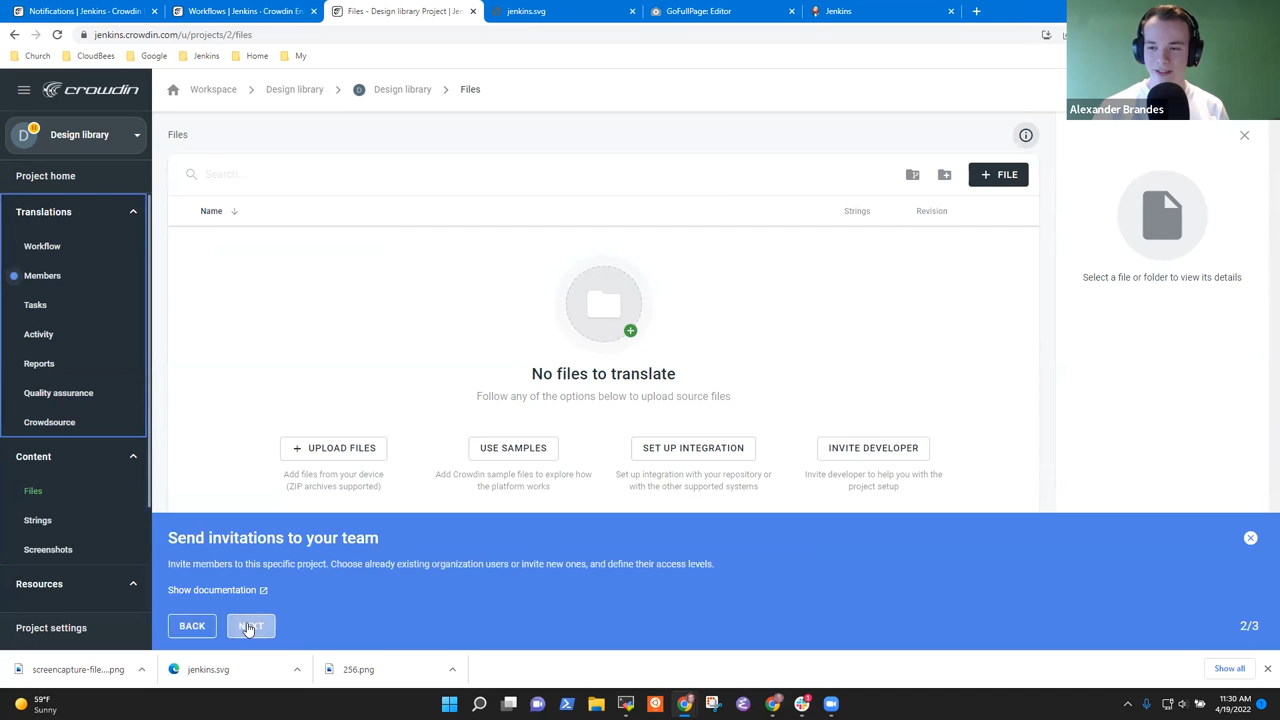 Notifications | Jenkins - Crowdin
Workflows | Jenkins - Crowdin En
Files - Design library Project | Jen
jenkins.svg
GoFullPage: Editor
Jenkins
jenkins.crowdin.com/u/projects/2/files
Church
CloudBees
Google
Jenkins
Home
My
Alexander Brandes
crowdin
Workspace
Design library
D
Design library
Files
D
11
Design library
Files
Project home
Search...
+ FILE
Translations
Name
Strings
Revision
Workflow
Members
Tasks
Select a file or folder to view its details
Activity
Reports
No files to translate
Quality assurance
Follow any of the options below to upload source files
Crowdsource
+ UPLOAD FILES
USE SAMPLES
SET UP INTEGRATION
INVITE DEVELOPER
Content
Add files from your device
(ZIP archives supported)
Add Crowdin sample files to explore how
the platform works
Set up integration with your repository or
with the other supported systems
Invite developer to help you with the
project setup
Files
Strings
Screenshots
Resources
Project settings
Send invitations to your team
Invite members to this specific project. Choose already existing organization users or invite new ones, and define their access levels.
Show documentation
BACK
NEXT
2/3
screencapture-file....png
jenkins.svg
256.png
Show all
59°F
Sunny
11:30 AM
4/19/2022